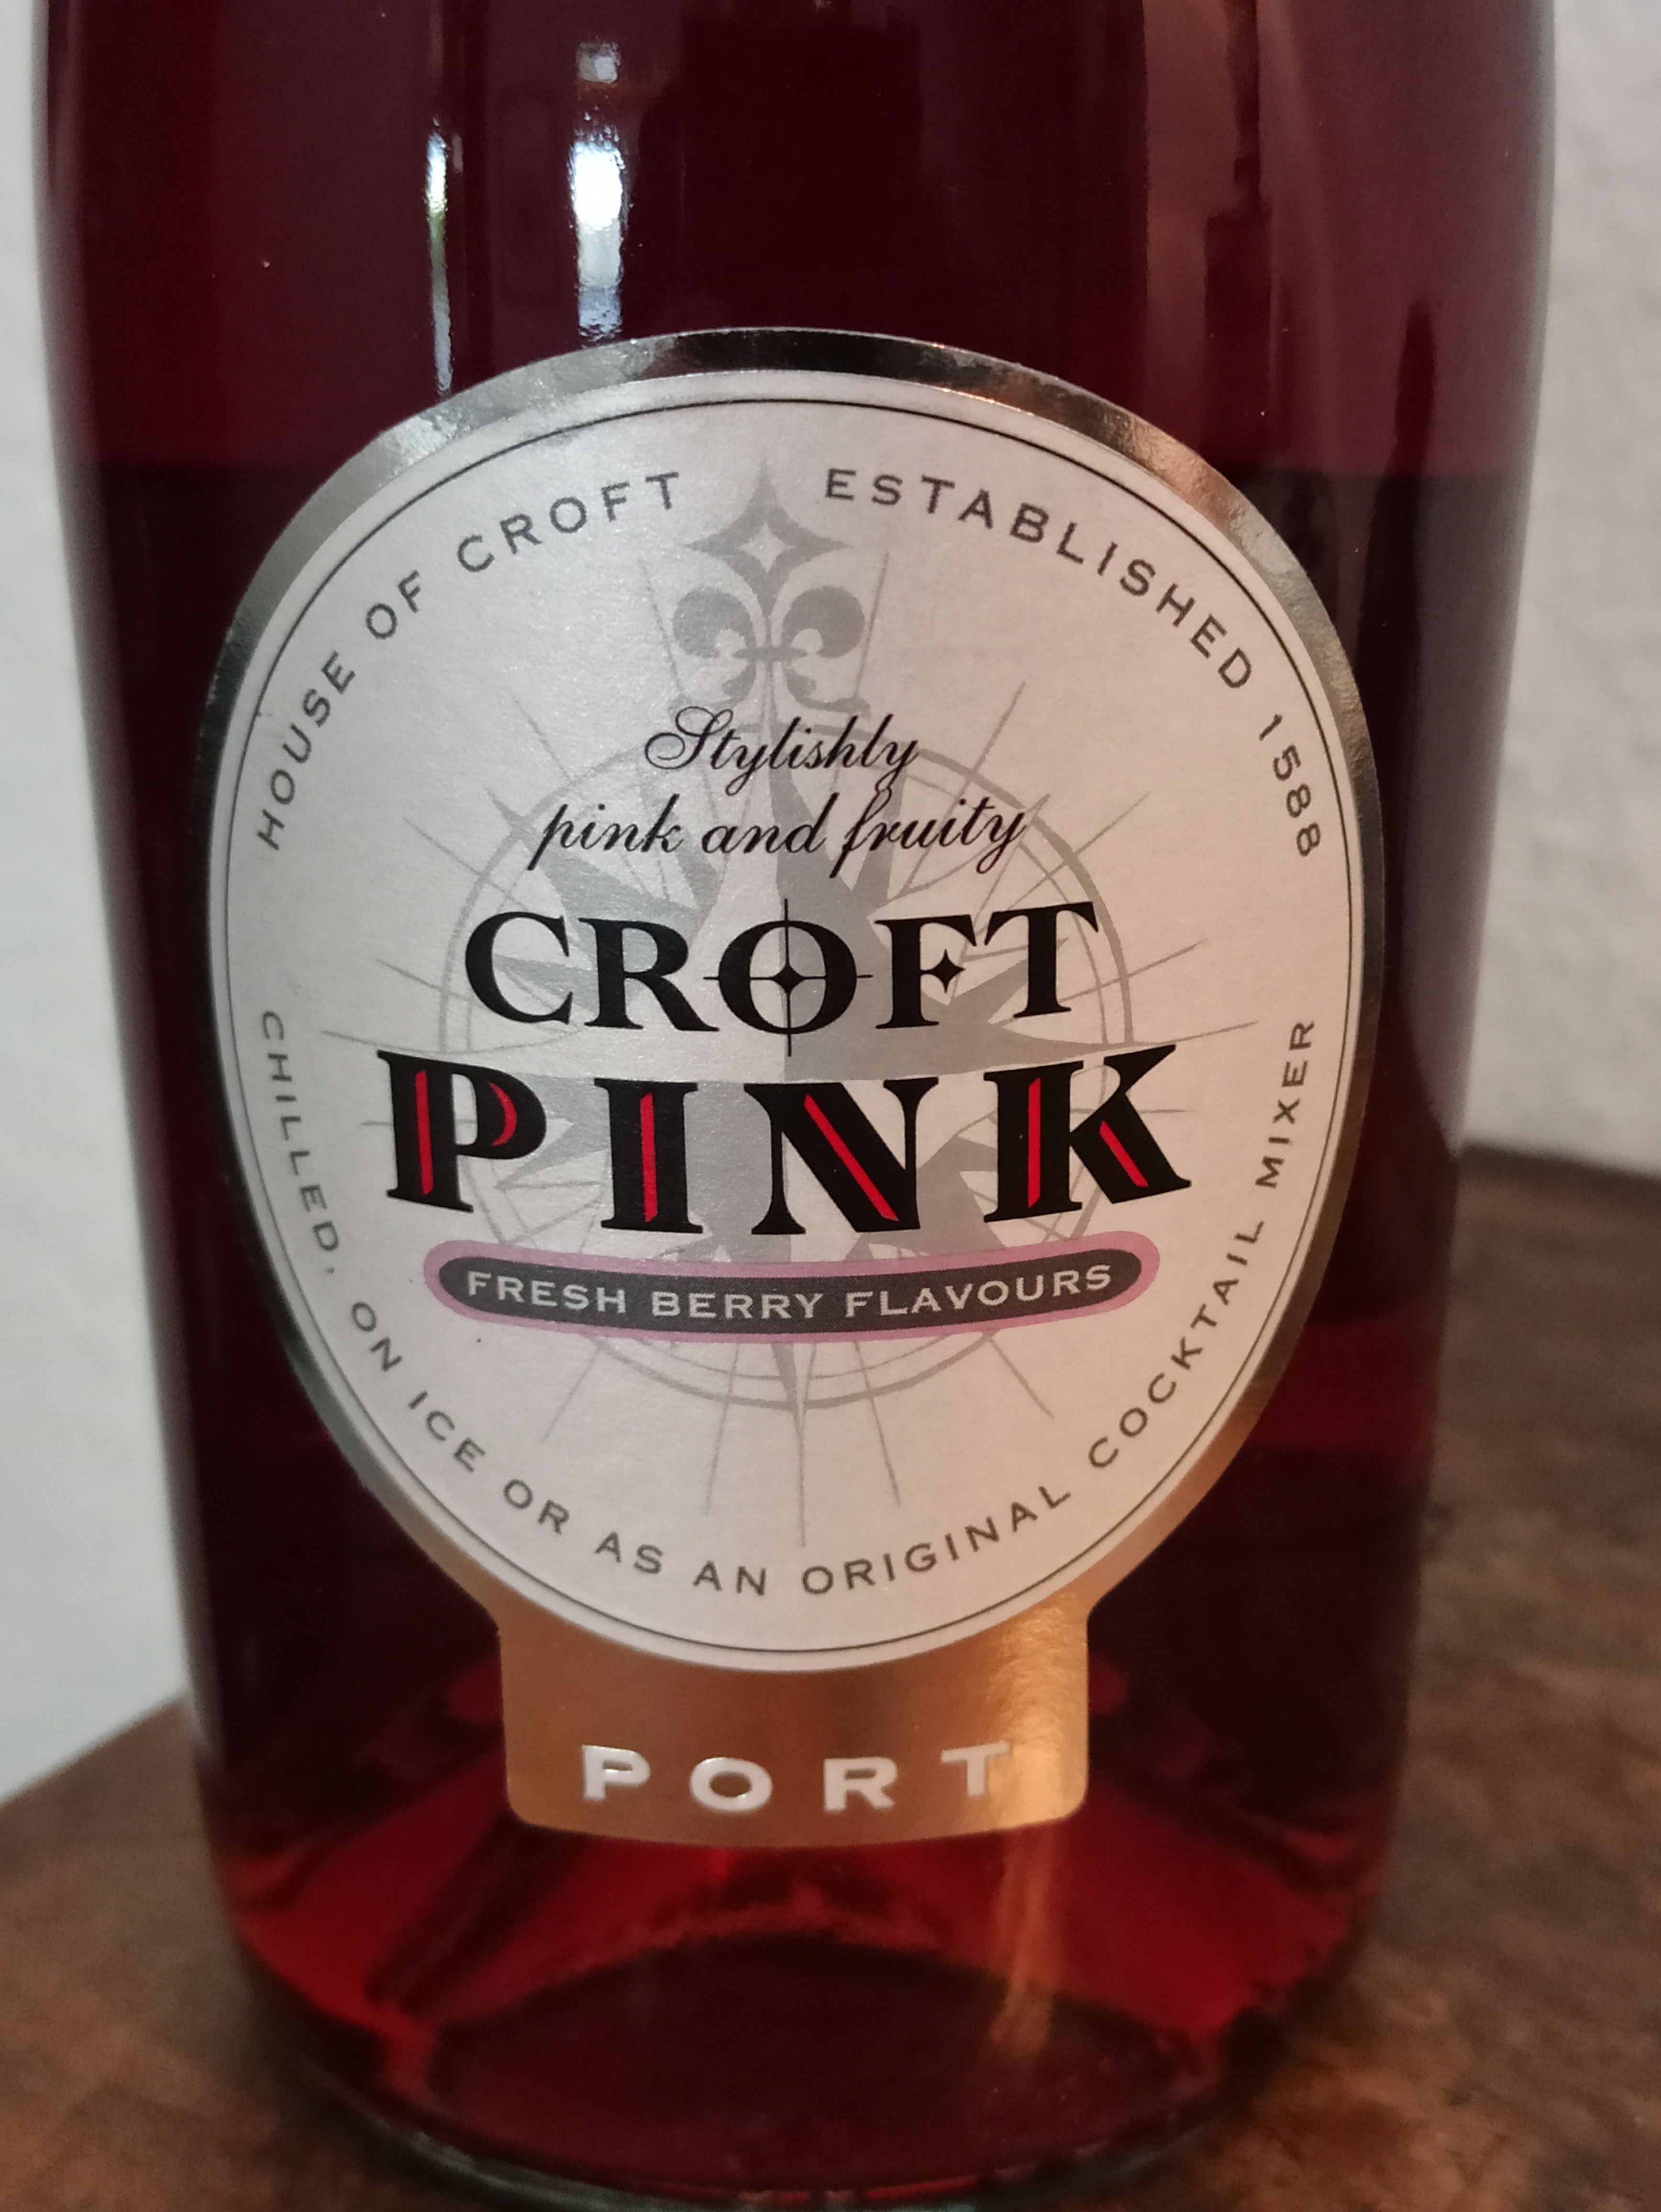 HOUSE OF CROFT ESTABLISHED 1588
Stylishly
pink and fruity
CROFT
PINK
FRESH BERRY FLAVOURS
CHILLED, ON ICE OR AS AN ORIGINAL COCKTAIL MIXER
PORT